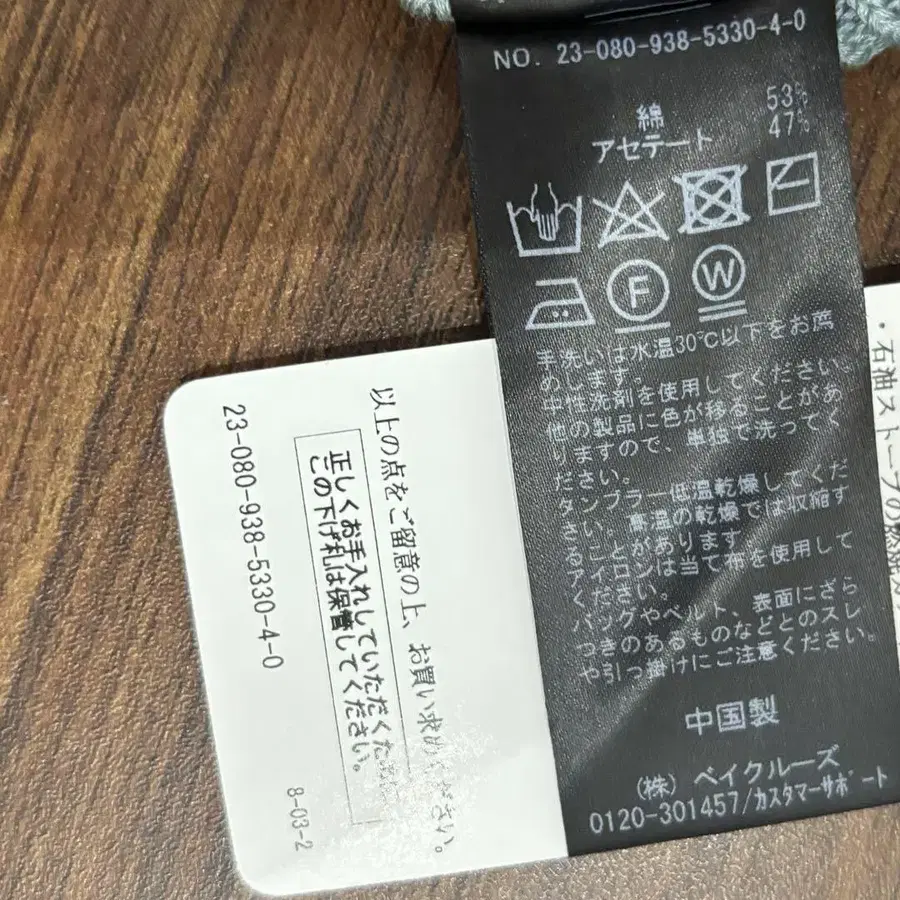 NO. 23-080-938-5330-4-0
綿 53%
アセテート 47%
F
W
手洗いは水温30℃以下をお薦
めします。
中性洗剤を使用してください。
他の製品に色が移ることがあ
りますので、単独で洗ってく
ださい。
タンブラー低温乾燥してくだ
さい。高温の乾燥では収縮す
ることがあります。
アイロンは当て布を使用して
ください。
バッグやベルト、表面にざら
つきのあるものなどとのスレ
や引っ掛けにご注意ください。
中国製
(株) ベイクルーズ
0120-301457/カスタマーサポート
以上の点をご留意の上、お買い求めください。
正しくお手入れしていただくため
この下げ札は保管してください。
23-080-938-5330-4-0
8-03-2
・石油ストーブの